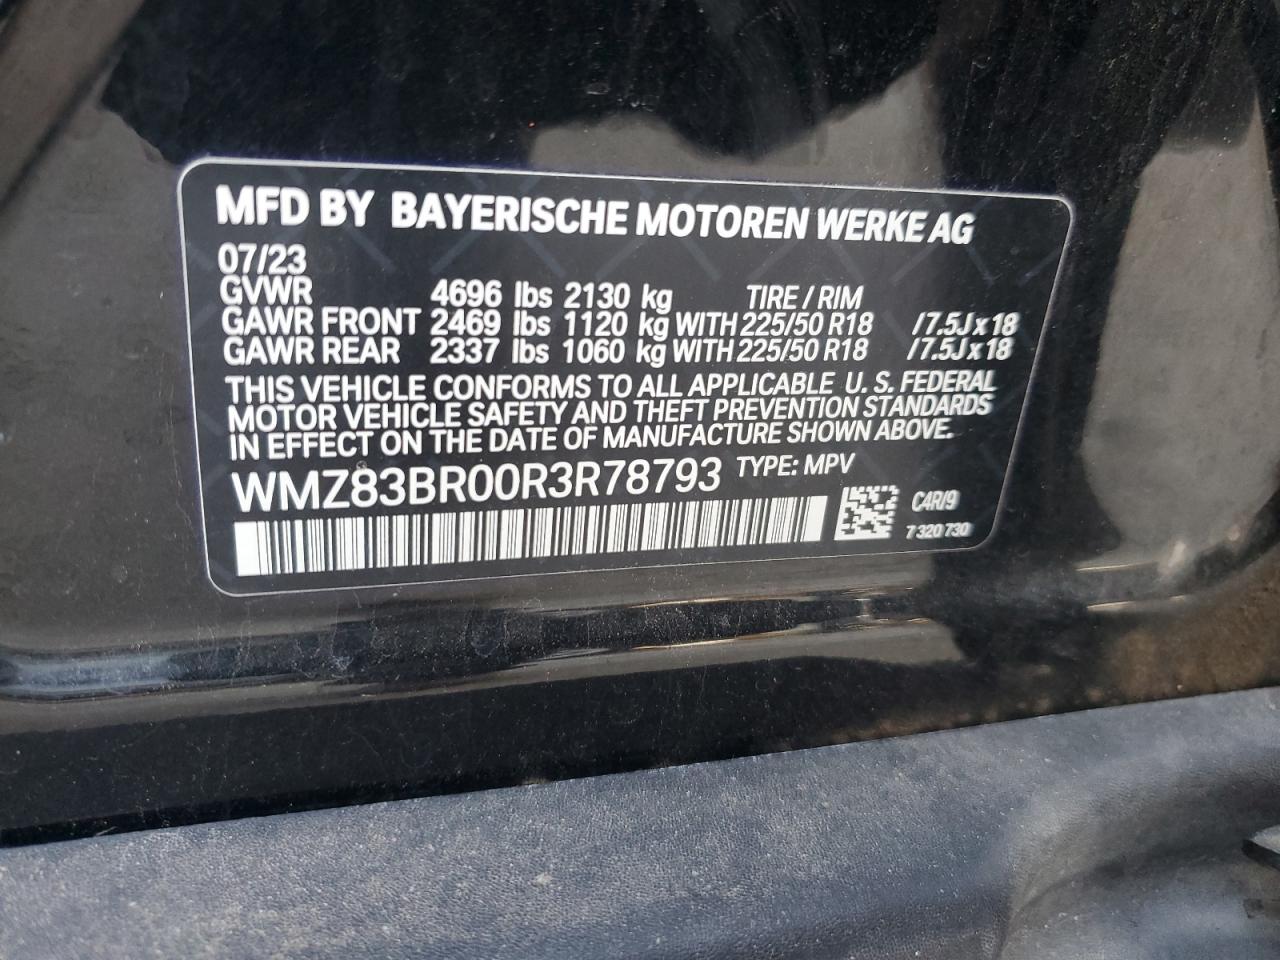 MFD BY BAYERISCHE MOTOREN WERKE AG
07/23
GVWR 4696 lbs 2130 kg TIRE / RIM
GAWR FRONT 2469 lbs 1120 kg WITH 225/50 R18 /7.5J x 18
GAWR REAR 2337 lbs 1060 kg WITH 225/50 R18 /7.5J x 18
THIS VEHICLE CONFORMS TO ALL APPLICABLE U. S. FEDERAL
MOTOR VEHICLE SAFETY AND THEFT PREVENTION STANDARDS
IN EFFECT ON THE DATE OF MANUFACTURE SHOWN ABOVE.
WMZ83BR00R3R78793 TYPE: MPV
C4R/9
7 320 730